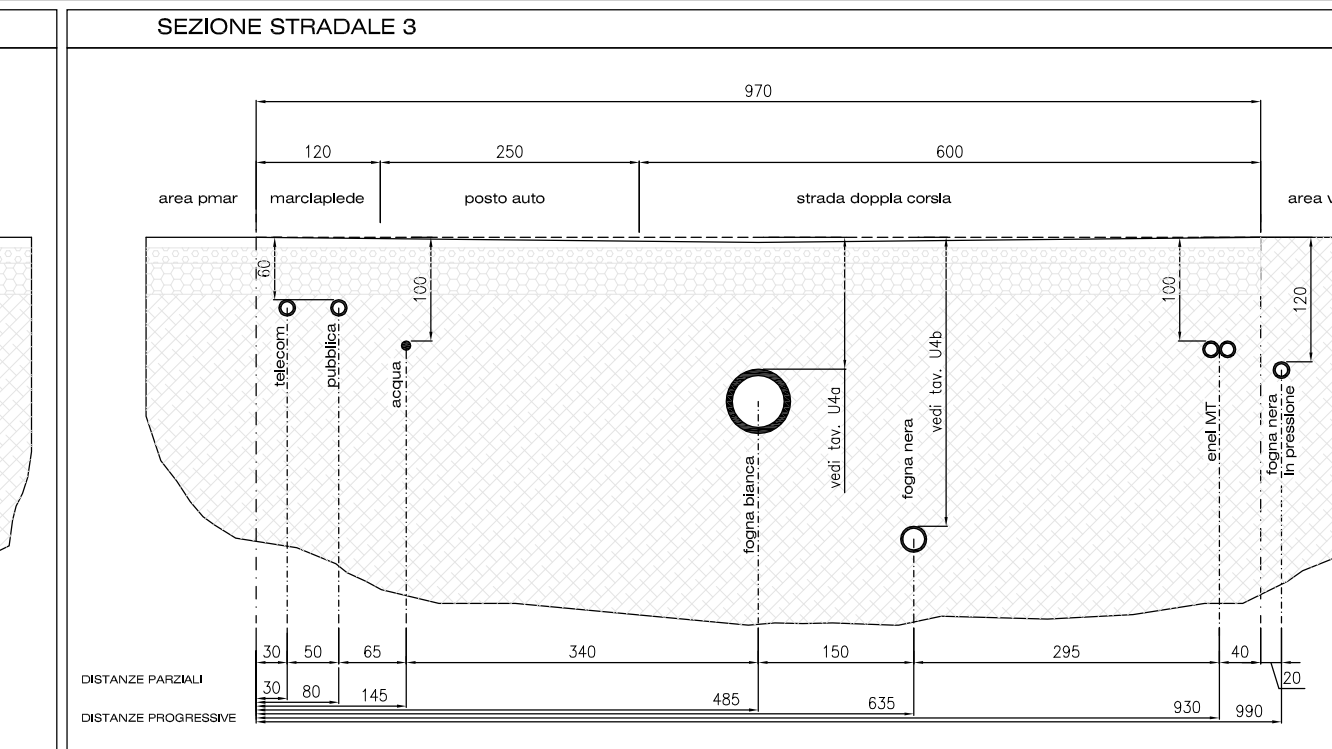 SEZIONE STRADALE 3
970
120
250
600
area pmar
marciapiede
posto auto
strada doppia corsia
area v
60
100
100
120
telecom
pubblica
acqua
fogna bianca
vedi tav. U4a
fogna nera
vedi tav. U4b
enel MT
fogna nera
in pressione
30
50
65
340
150
295
40
20
DISTANZE PARZIALI
30
80
145
485
635
930
990
DISTANZE PROGRESSIVE